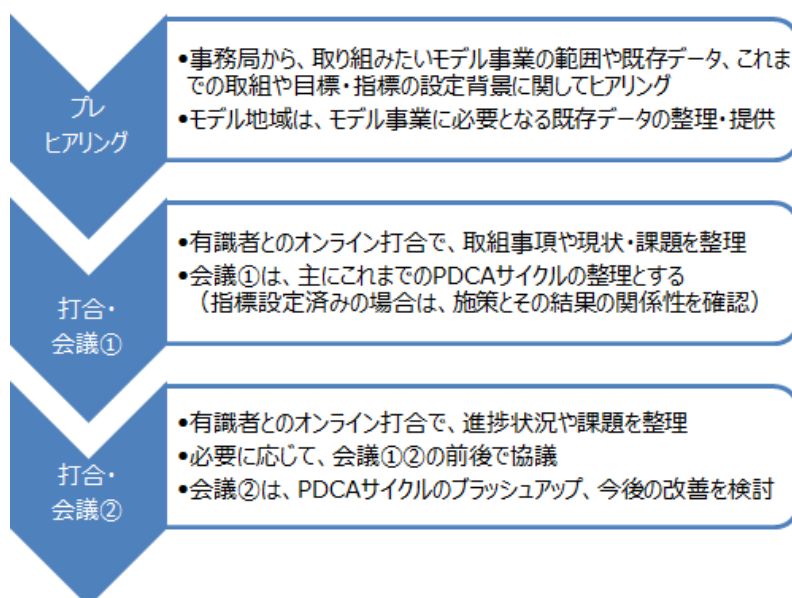 プレ
ヒアリング
•事務局から、取り組みたいモデル事業の範囲や既存データ、これま
での取組や目標・指標の設定背景に関してヒアリング
•モデル地域は、モデル事業に必要となる既存データの整理・提供
打合・
会議①
•有識者とのオンライン打合で、取組事項や現状・課題を整理
•会議①は、主にこれまでのPDCAサイクルの整理とする
（指標設定済みの場合は、施策とその結果の関係性を確認）
打合・
会議②
•有識者とのオンライン打合で、進捗状況や課題を整理
•必要に応じて、会議①②の前後で協議
•会議②は、PDCAサイクルのブラッシュアップ、今後の改善を検討